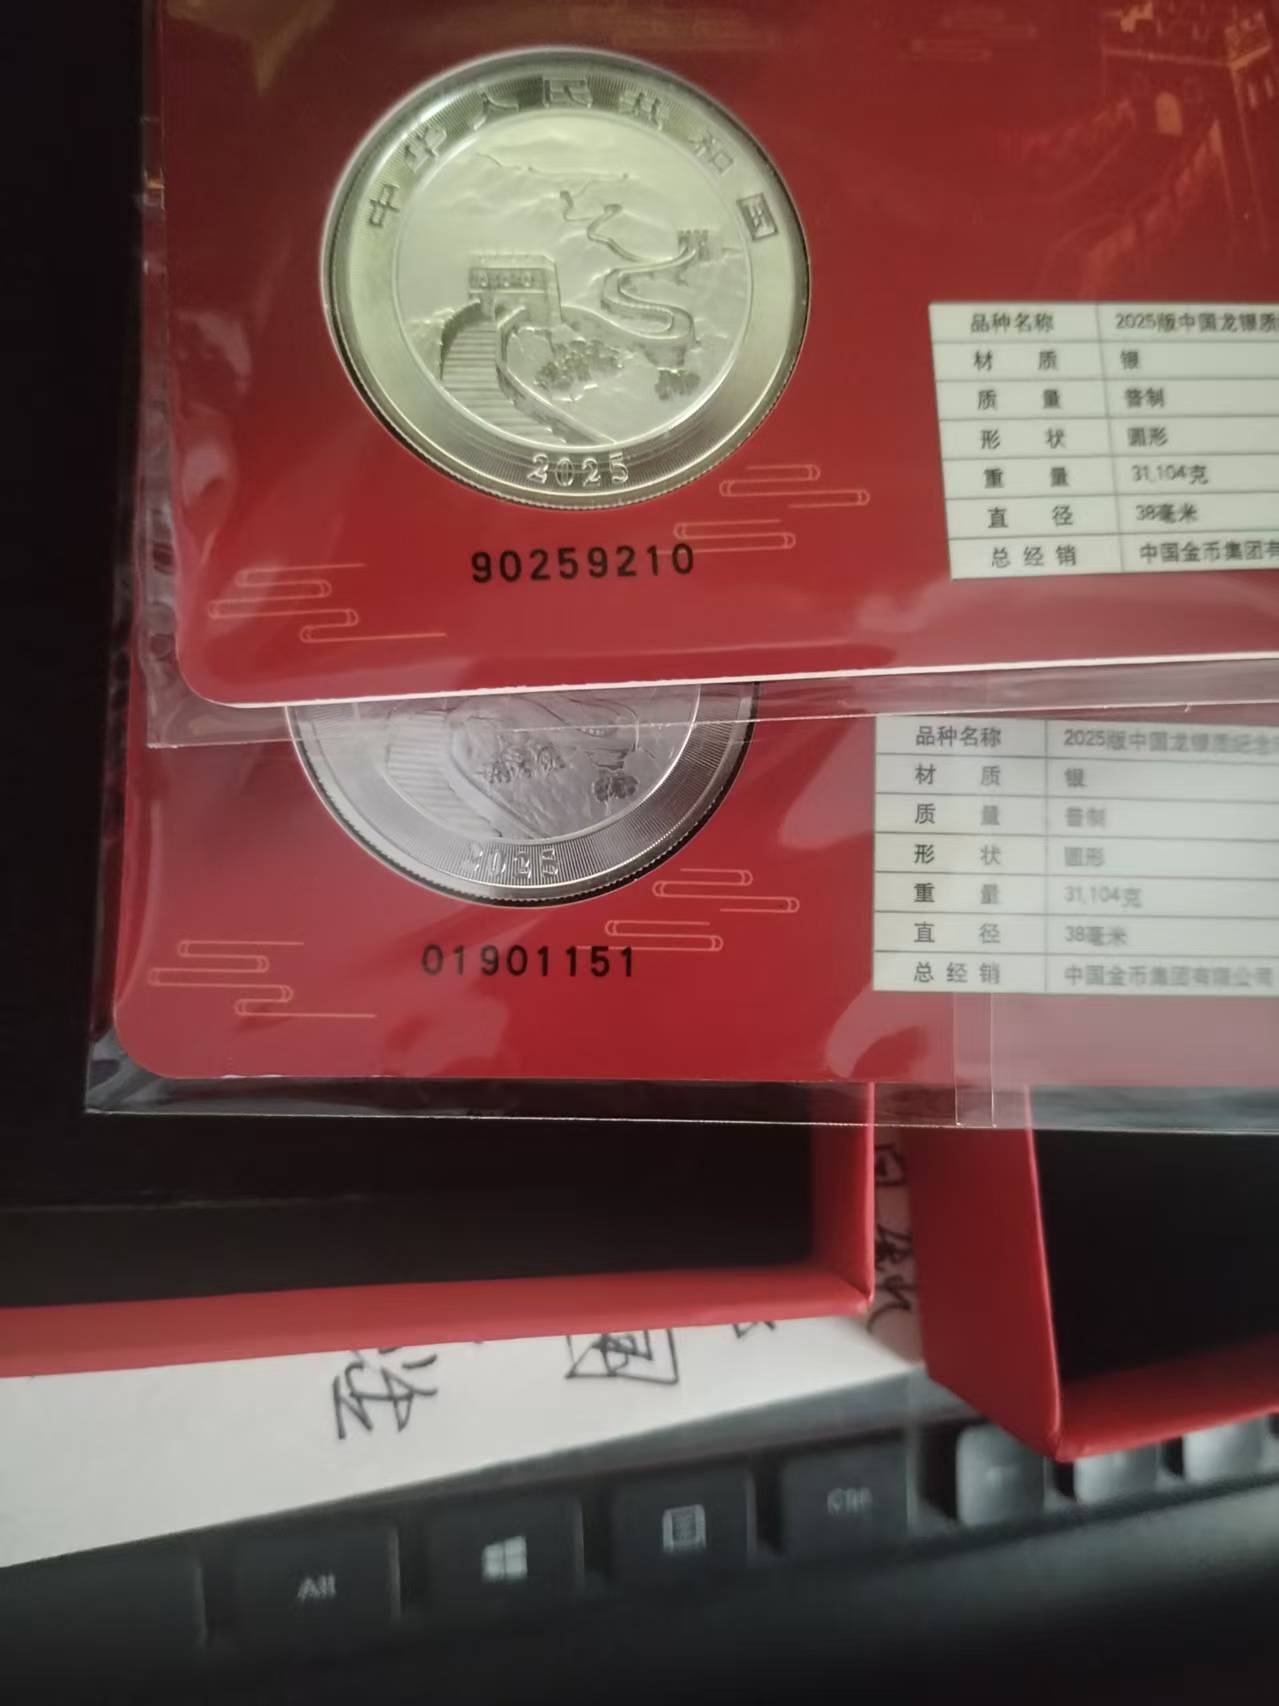 中华人民共和国
2025
90259210
品种名称 2025版中国龙银质
材质 银
质量 普制
形状 圆形
重量 31.104克
直径 38毫米
总经销 中国金币集团有
2025
01901151
品种名称 2025版中国龙银质纪念
材质 银
质量 普制
形状 圆形
重量 31.104克
直径 38毫米
总经销 中国金币集团有限公司
Alt
Ctrl